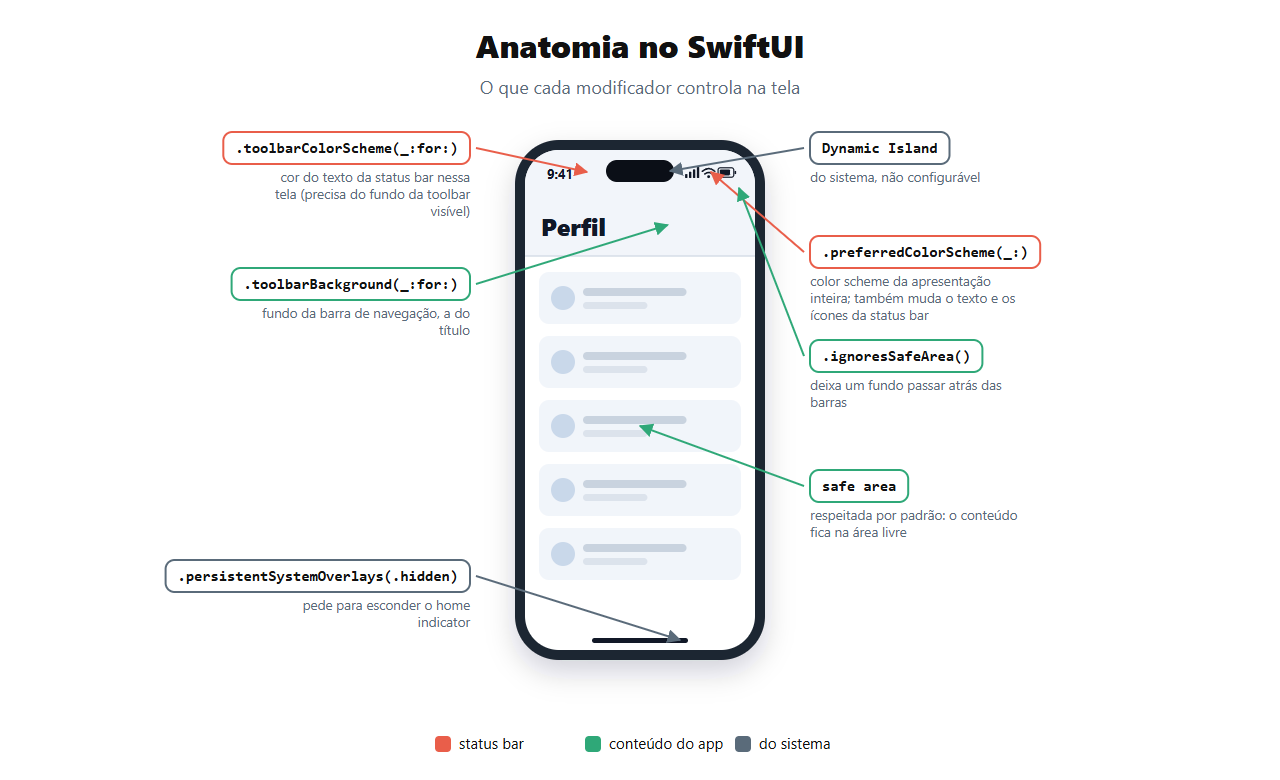 Anatomia no SwiftUI
O que cada modificador controla na tela
.toolbarColorScheme(_:for:)
cor do texto da status bar nessa
tela (precisa do fundo da toolbar
visível)
.toolbarBackground(_:for:)
fundo da barra de navegação, a do
título
.persistentSystemOverlays(.hidden)
pede para esconder o home
indicator
9:41
Perfil
Dynamic Island
do sistema, não configurável
.preferredColorScheme(_:)
color scheme da apresentação
inteira; também muda o texto e os
ícones da status bar
.ignoresSafeArea()
deixa um fundo passar atrás das
barras
safe area
respeitada por padrão: o conteúdo
fica na área livre
status bar
conteúdo do app
do sistema